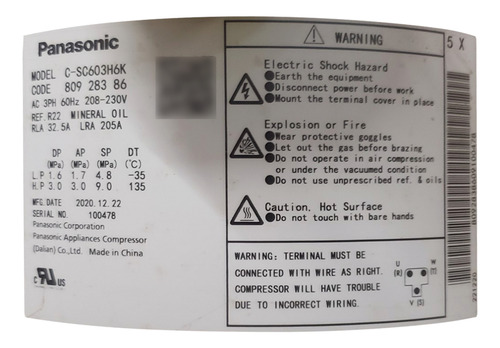 Panasonic
MODEL C-SC603H6K
CODE 809 283 86
AC 3PH 60Hz 208-230V
REF. R22 MINERAL OIL
RLA 32.5A LRA 205A
DP AP SP DT
(MPa) (MPa) (MPa) (°C)
L.P 1.6 1.7 4.8 -35
H.P 3.0 3.0 9.0 135
MFG. DATE 2020.12.22
SERIAL NO. 100478
Panasonic Corporation
Panasonic Appliances Compressor
(Dalian) Co.,Ltd. Made in China
C US
WARNING
Electric Shock Hazard
●Earth the equipment
●Disconnect power before work
●Mount the terminal cover in place
Explosion or Fire
●Wear protective goggles
●Let out the gas before brazing
●Do not operate in air compression
or under the vacuumed condition
●Do not use unprescribed ref. & oils
Caution, Hot Surface
●Do not touch with bare hands
WARNING: TERMINAL MUST BE
CONNECTED WITH WIRE AS RIGHT.
COMPRESSOR WILL HAVE TROUBLE
DUE TO INCORRECT WIRING.
U W
(R) (T)
V (S)
5 X
221220